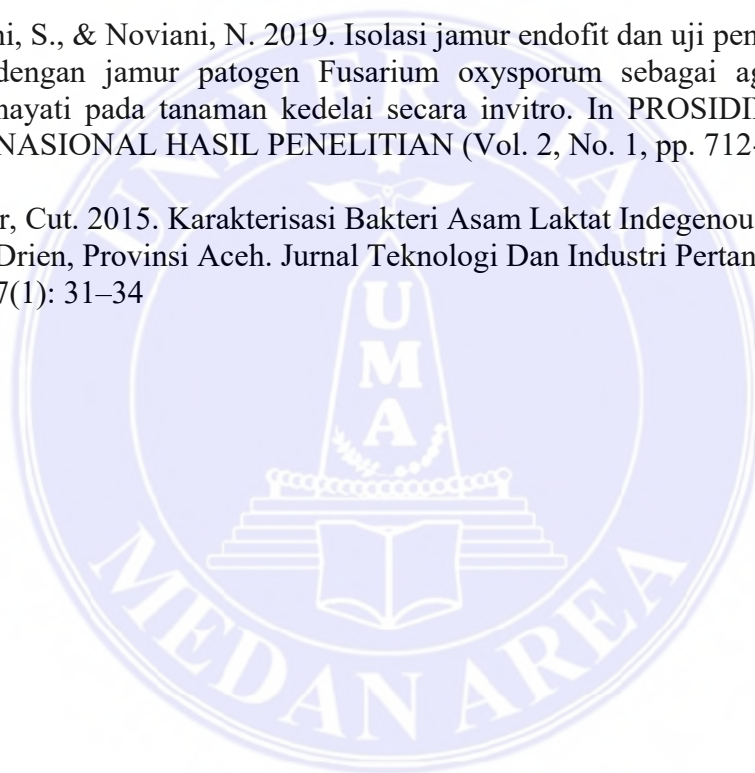 ni, S., & Noviani, N. 2019. Isolasi jamur endofit dan uji pen
dengan jamur patogen Fusarium oxysporum sebagai ag
hayati pada tanaman kedelai secara invitro. In PROSIDI
NASIONAL HASIL PENELITIAN (Vol. 2, No. 1, pp. 712-
r, Cut. 2015. Karakterisasi Bakteri Asam Laktat Indegenou
Drien, Provinsi Aceh. Jurnal Teknologi Dan Industri Pertan
7(1): 31–34
UNIVERSITAS
UMA
MEDAN AREA